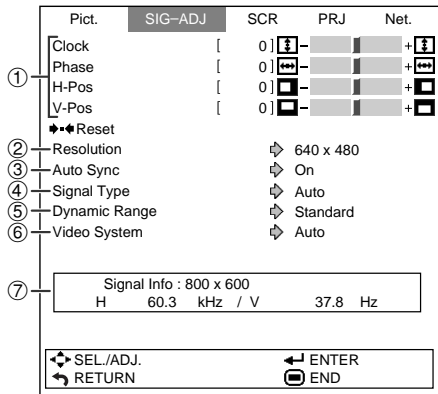 Pict. SIG-ADJ SCR PRJ Net.
① Clock [ 0 ] - +
Phase [ 0 ] - +
H-Pos [ 0 ] - +
V-Pos [ 0 ] - +
Reset
② Resolution 640 x 480
③ Auto Sync On
④ Signal Type Auto
⑤ Dynamic Range Standard
⑥ Video System Auto
⑦ Signal Info : 800 x 600
H 60.3 kHz / V 37.8 Hz
SEL./ADJ. ENTER
RETURN END